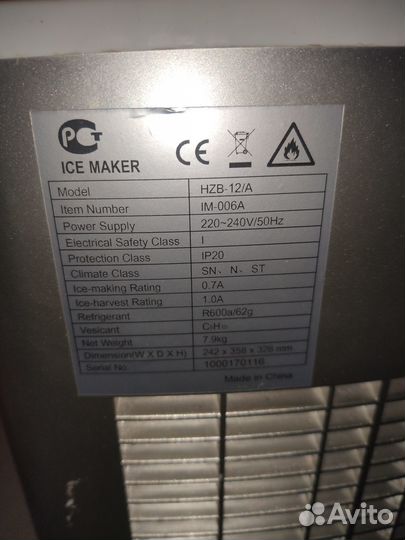 РСТ
ICE MAKER
CE
Model HZB-12/A
Item Number IM-006A
Power Supply 220~240V/50Hz
Electrical Safety Class I
Protection Class IP20
Climate Class SN、N、ST
Ice-making Rating 0.7A
Ice-harvest Rating 1.0A
Refrigerant R600a/62g
Vesicant C₅H₁₀
Net Weight 7.9kg
Dimension(W X D X H) 242 x 358 x 328 mm
Serial No. 1000170116
Made in China
Avito